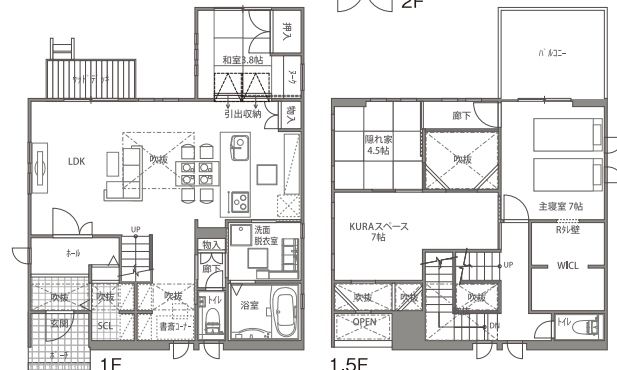 2F
押入
和室3.8帖
ヌック
引出収納
物入
ウッドデッキ
LDK
吹抜
UP
ホール
物入
洗面
脱衣室
廊下
トイレ
浴室
吹抜
吹抜
吹抜
玄関
SCL
書斎コーナー
ポーチ
1F
バルコニー
廊下
隠れ家
4.5帖
吹抜
主寝室 7帖
KURAスペース
7帖
R垂れ壁
WICL
UP
吹抜
吹抜
吹抜
OPEN
DN
トイレ
1.5F